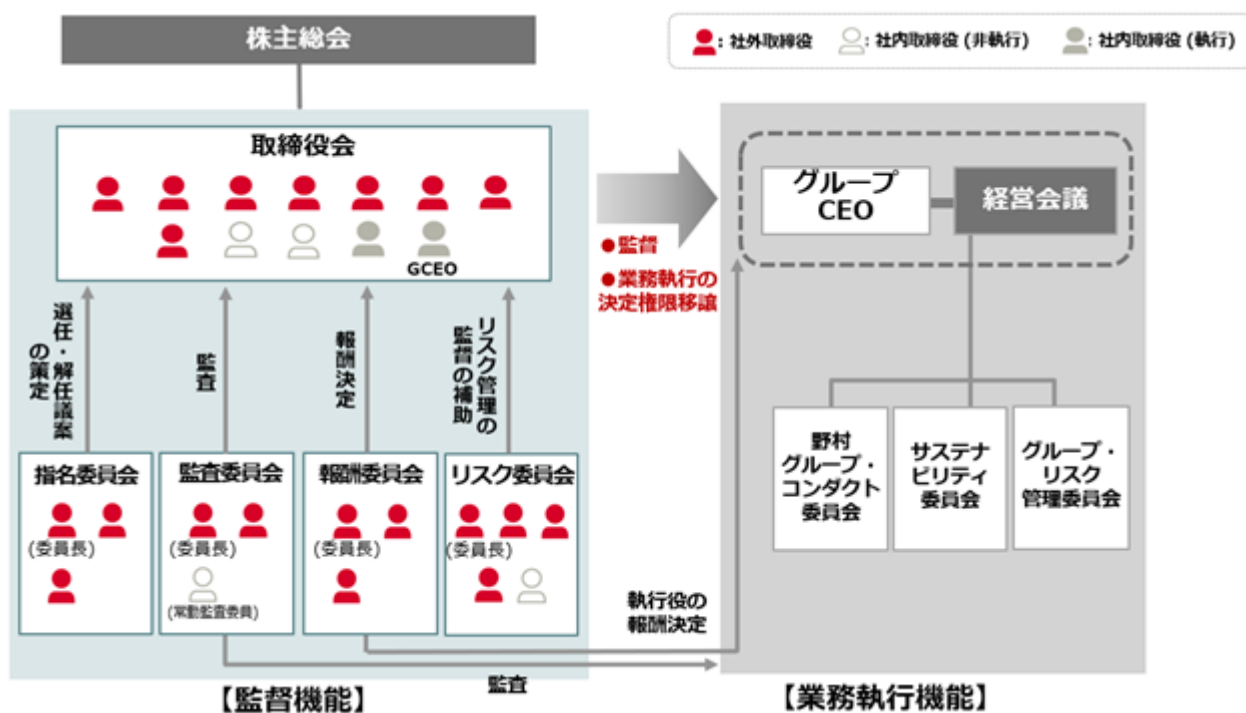 株主総会
: 社外取締役
: 社内取締役 (非執行)
: 社内取締役 (執行)
取締役会
GCEO
選任・解任議案
の策定
監査
報酬決定
リスク管理の
監督の補助
指名委員会
(委員長)
監査委員会
(委員長)
(常勤監査委員)
報酬委員会
(委員長)
リスク委員会
(委員長)
●監督
●業務執行の
決定権限移譲
グループ
CEO
経営会議
野村
グループ・
コンダクト
委員会
サステナ
ビリティ
委員会
グループ・
リスク
管理委員会
執行役の
報酬決定
監査
【監督機能】
【業務執行機能】